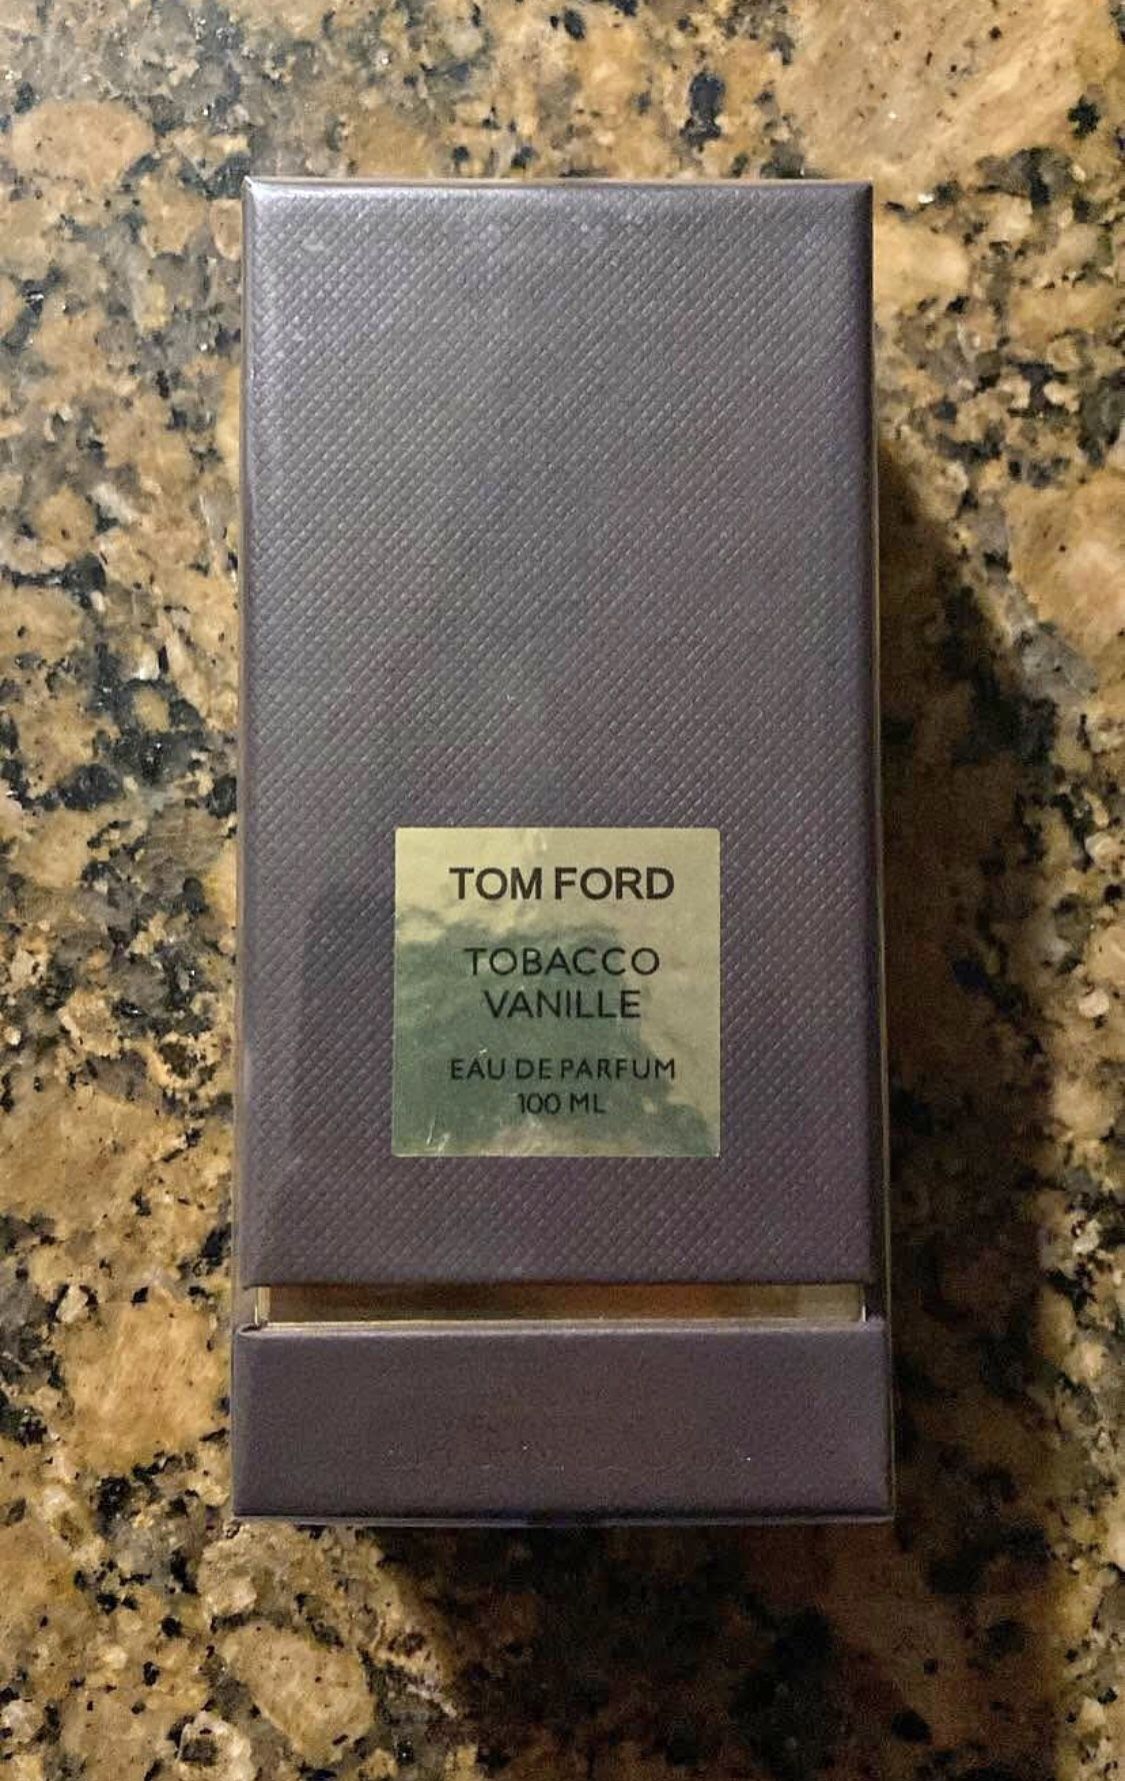 TOM FORD
TOBACCO
VANILLE
EAU DE PARFUM
100 ML